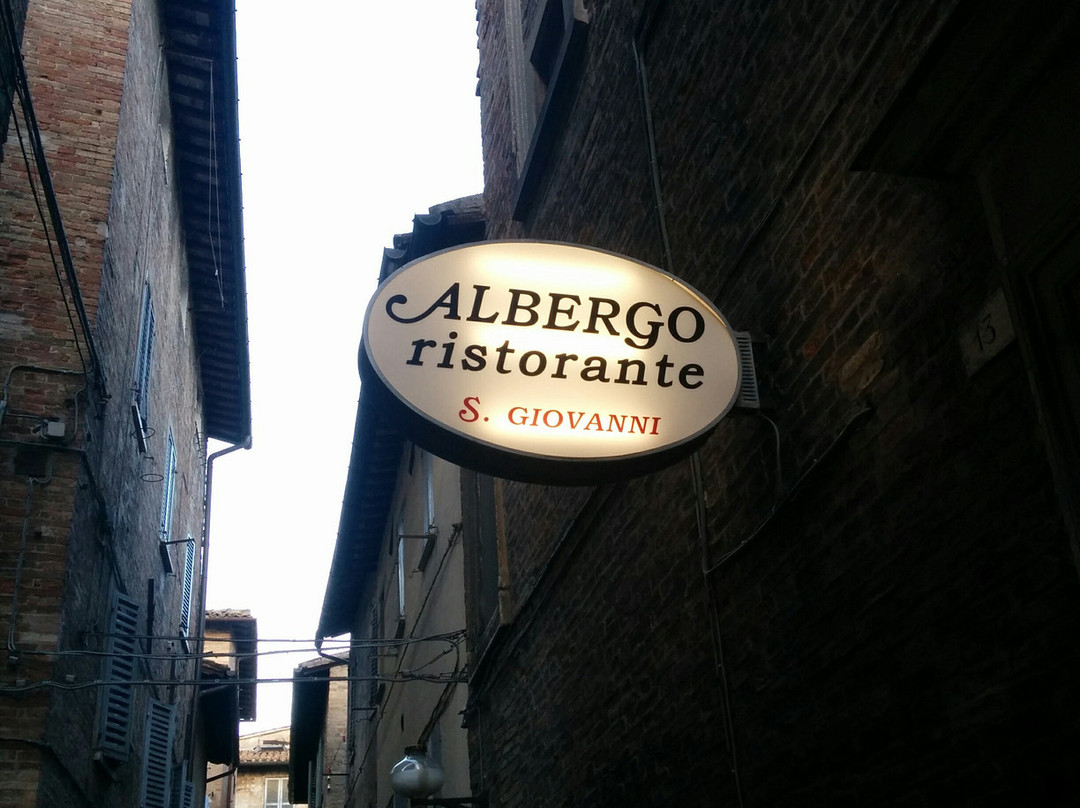 ALBERGO
ristorante
S. GIOVANNI
13